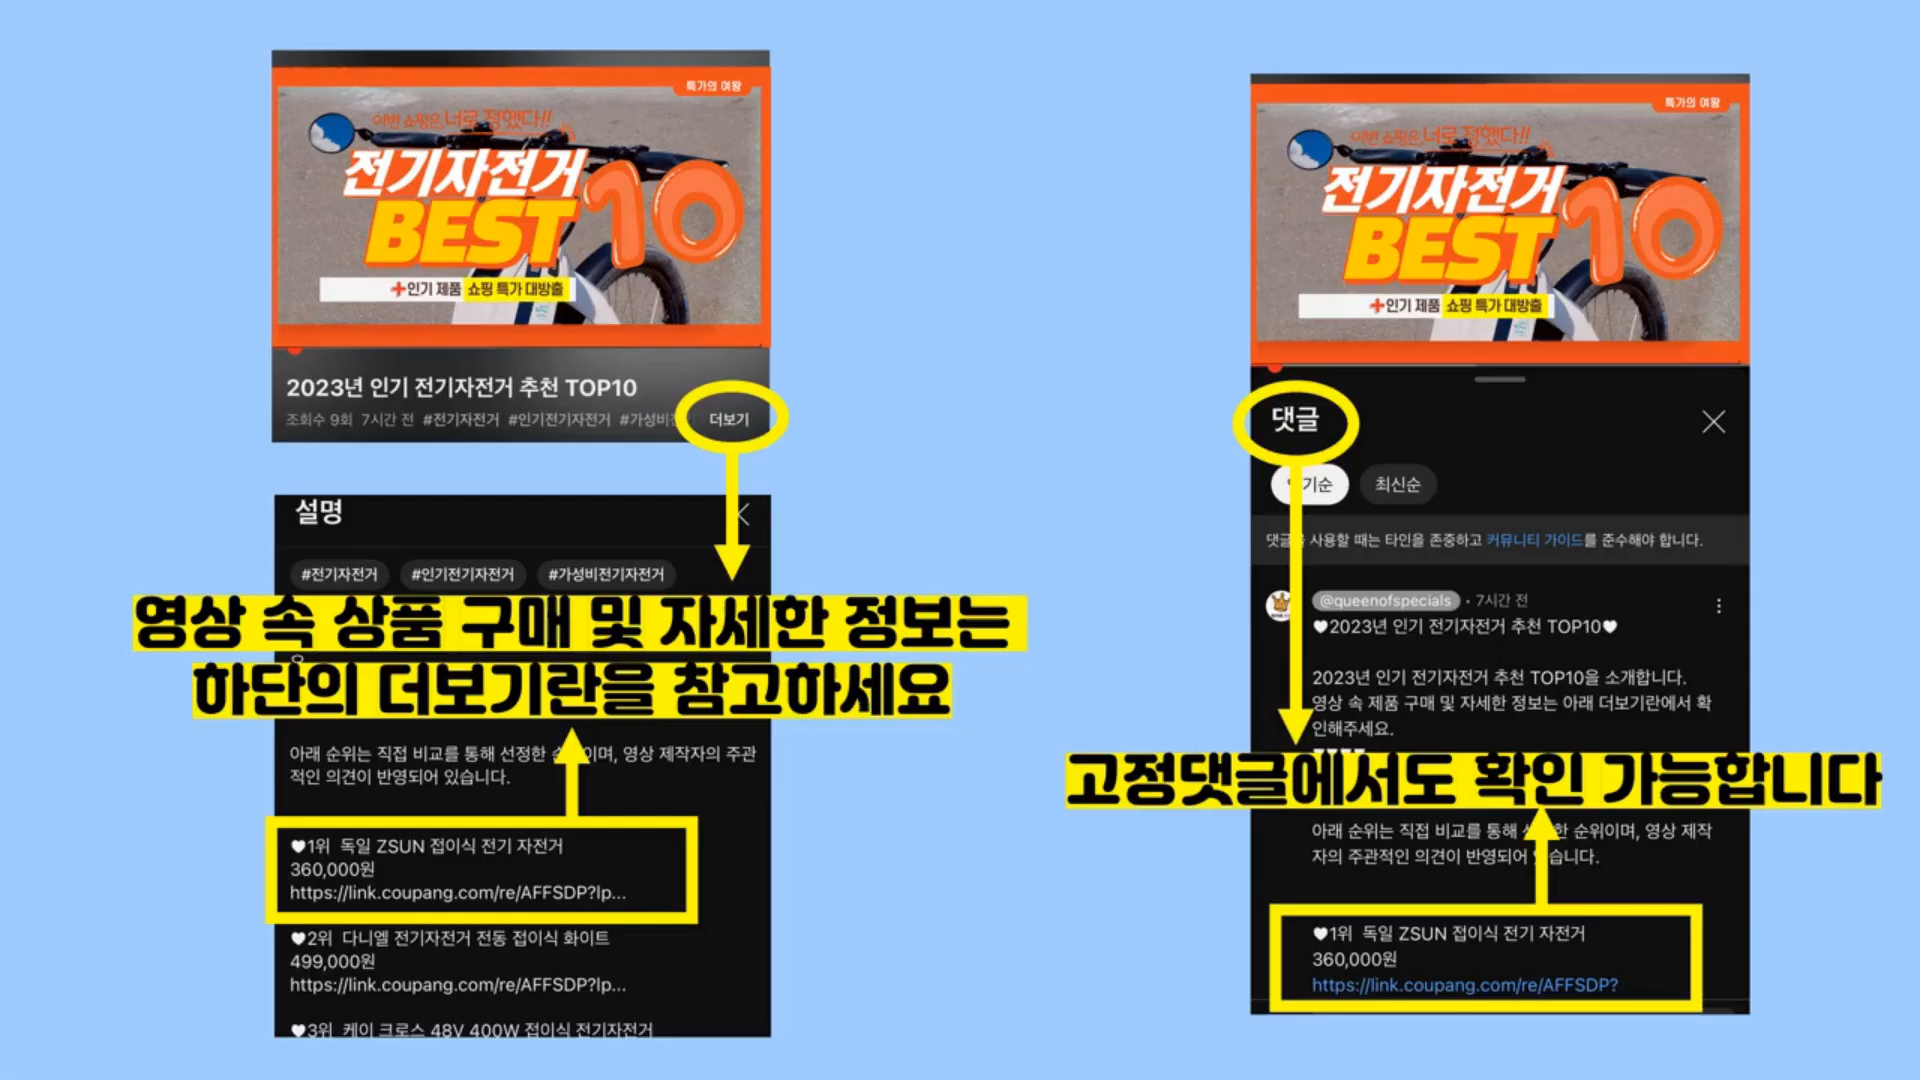 특가의 여왕
이번 쇼핑은 너로 정했다!!
전기자전거
BEST 10
+인기 제품 쇼핑 특가 대방출
2023년 인기 전기자전거 추천 TOP10
조회수 9회 7시간 전 #전기자전거 #인기전기자전거 #가성비 더보기
설명
#전기자전거 #인기전기자전거 #가성비전기자전거
영상 속 상품 구매 및 자세한 정보는
하단의 더보기란을 참고하세요
아래 순위는 직접 비교를 통해 선정한 이며, 영상 제작자의 주관
적인 의견이 반영되어 있습니다.
♥1위 독일 ZSUN 접이식 전기 자전거
360,000원
https://link.coupang.com/re/AFFSDP?lp...
♥2위 다니엘 전기자전거 전동 접이식 화이트
499,000원
https://link.coupang.com/re/AFFSDP?lp...
♥3위 케이 크로스 48V 400W 접이식 전기자전거
특가의 여왕
이번 쇼핑은 너로 정했다!!
전기자전거
BEST 10
+인기 제품 쇼핑 특가 대방출
댓글
기순 최신순
댓글 사용할 때는 타인을 존중하고 커뮤니티 가이드를 준수해야 합니다.
@queenofspecials · 7시간 전
♥2023년 인기 전기자전거 추천 TOP10♥
2023년 인기 전기자전거 추천 TOP10을 소개합니다.
영상 속 제품 구매 및 자세한 정보는 아래 더보기란에서 확
인해주세요.
고정댓글에서도 확인 가능합니다
아래 순위는 직접 비교를 통해 한 순위이며, 영상 제작
자의 주관적인 의견이 반영되어 습니다.
♥1위 독일 ZSUN 접이식 전기 자전거
360,000원
https://link.coupang.com/re/AFFSDP?